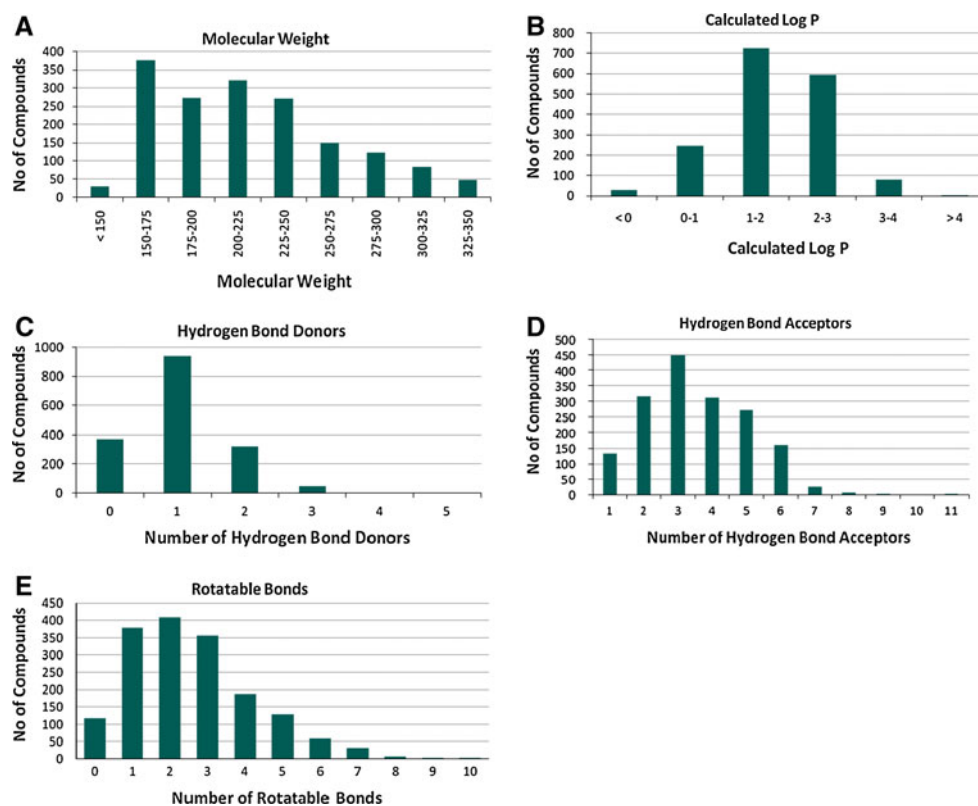 A
Molecular Weight
No of Compounds
400
350
300
250
200
150
100
50
0
< 150
150-175
175-200
200-225
225-250
250-275
275-300
300-325
325-350
Molecular Weight
B
Calculated Log P
No of Compounds
800
700
600
500
400
300
200
100
0
< 0 0-1 1-2 2-3 3-4 > 4
Calculated Log P
C
Hydrogen Bond Donors
No of Compounds
1000
800
600
400
200
0
0 1 2 3 4 5
Number of Hydrogen Bond Donors
D
Hydrogen Bond Acceptors
No of Compounds
500
450
400
350
300
250
200
150
100
50
0
1 2 3 4 5 6 7 8 9 10 11
Number of Hydrogen Bond Acceptors
E
Rotatable Bonds
No of Compounds
450
400
350
300
250
200
150
100
50
0
0 1 2 3 4 5 6 7 8 9 10
Number of Rotatable Bonds